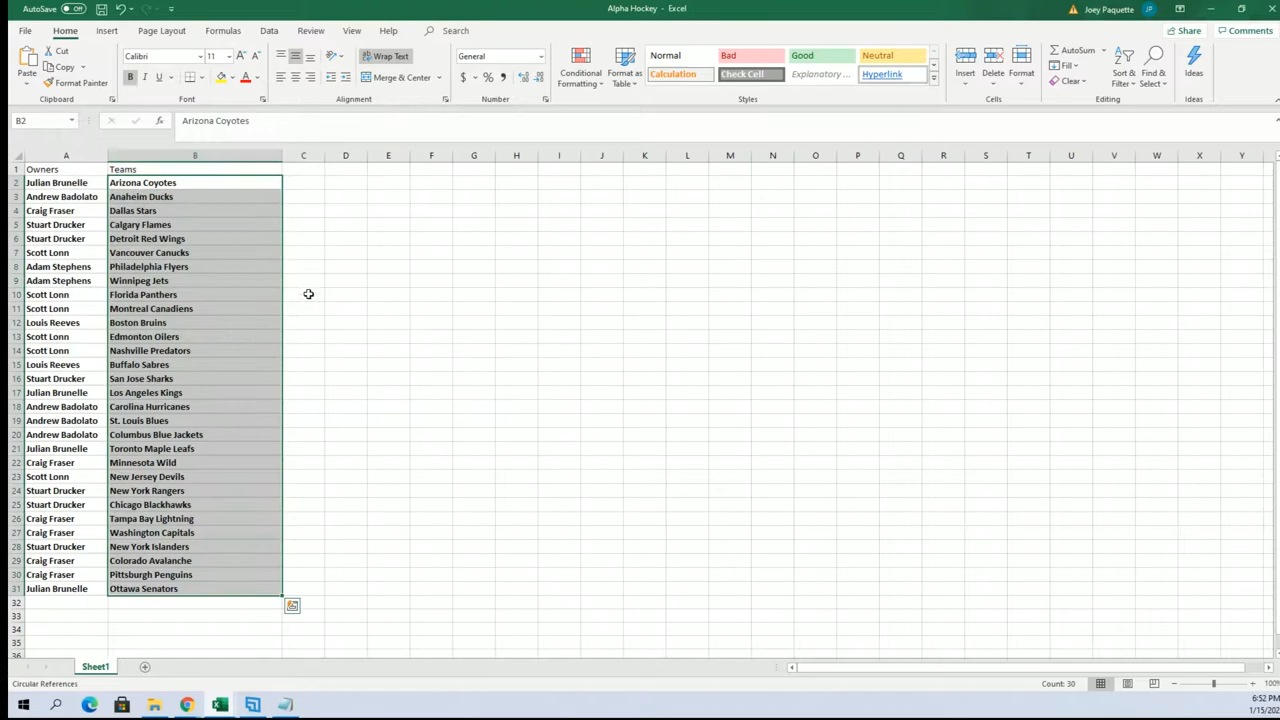 AutoSave Off
Alpha Hockey - Excel
Joey Paquette JP
File Home Insert Page Layout Formulas Data Review View Help Search
Share Comments
Paste
Cut
Copy
Format Painter
Clipboard
Calibri 11
B I U
Font
Wrap Text
Merge & Center
Alignment
General
$ % 9
Number
Conditional Formatting
Format as Table
Normal Bad Good Neutral
Calculation Check Cell Explanatory ... Hyperlink
Styles
Insert Delete Format
Cells
AutoSum
Fill
Clear
Sort & Filter
Find & Select
Editing
Ideas
Ideas
B2 fx Arizona Coyotes
A B C D E F G H I J K L M N O P Q R S T U V W X Y
1 Owners Teams
2 Julian Brunelle Arizona Coyotes
3 Andrew Badolato Anaheim Ducks
4 Craig Fraser Dallas Stars
5 Stuart Drucker Calgary Flames
6 Stuart Drucker Detroit Red Wings
7 Scott Lonn Vancouver Canucks
8 Adam Stephens Philadelphia Flyers
9 Adam Stephens Winnipeg Jets
10 Scott Lonn Florida Panthers
11 Scott Lonn Montreal Canadiens
12 Louis Reeves Boston Bruins
13 Scott Lonn Edmonton Oilers
14 Scott Lonn Nashville Predators
15 Louis Reeves Buffalo Sabres
16 Stuart Drucker San Jose Sharks
17 Julian Brunelle Los Angeles Kings
18 Andrew Badolato Carolina Hurricanes
19 Andrew Badolato St. Louis Blues
20 Andrew Badolato Columbus Blue Jackets
21 Julian Brunelle Toronto Maple Leafs
22 Craig Fraser Minnesota Wild
23 Scott Lonn New Jersey Devils
24 Stuart Drucker New York Rangers
25 Stuart Drucker Chicago Blackhawks
26 Craig Fraser Tampa Bay Lightning
27 Craig Fraser Washington Capitals
28 Stuart Drucker New York Islanders
29 Craig Fraser Colorado Avalanche
30 Craig Fraser Pittsburgh Penguins
31 Julian Brunelle Ottawa Senators
32
33
34
35
36
Sheet1
Circular References Count: 30 100%
6:52 PM
1/15/202